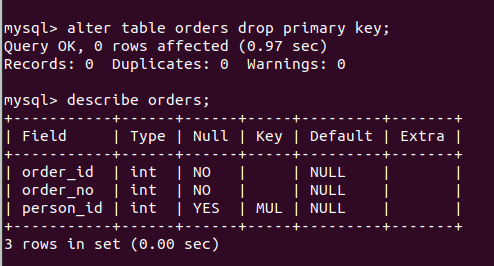 mysql> alter table orders drop primary key;
Query OK, 0 rows affected (0.97 sec)
Records: 0  Duplicates: 0  Warnings: 0

mysql> describe orders;
+-----------+------+------+-----+---------+-------+
| Field     | Type | Null | Key | Default | Extra |
+-----------+------+------+-----+---------+-------+
| order_id  | int  | NO   |     | NULL    |       |
| order_no  | int  | NO   |     | NULL    |       |
| person_id | int  | YES  | MUL | NULL    |       |
+-----------+------+------+-----+---------+-------+
3 rows in set (0.00 sec)